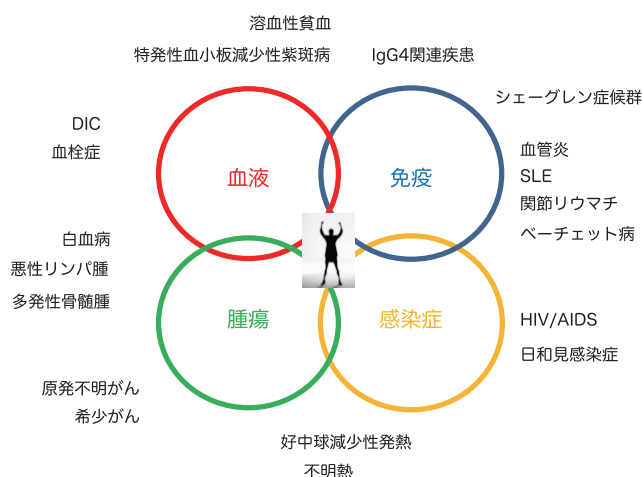 溶血性貧血
特発性血小板減少性紫斑病
IgG4関連疾患
シェーグレン症候群
DIC
血栓症
血管炎
SLE
関節リウマチ
ベーチェット病
血液
免疫
白血病
悪性リンパ腫
多発性骨髄腫
腫瘍
感染症
HIV/AIDS
日和見感染症
原発不明がん
希少がん
好中球減少性発熱
不明熱